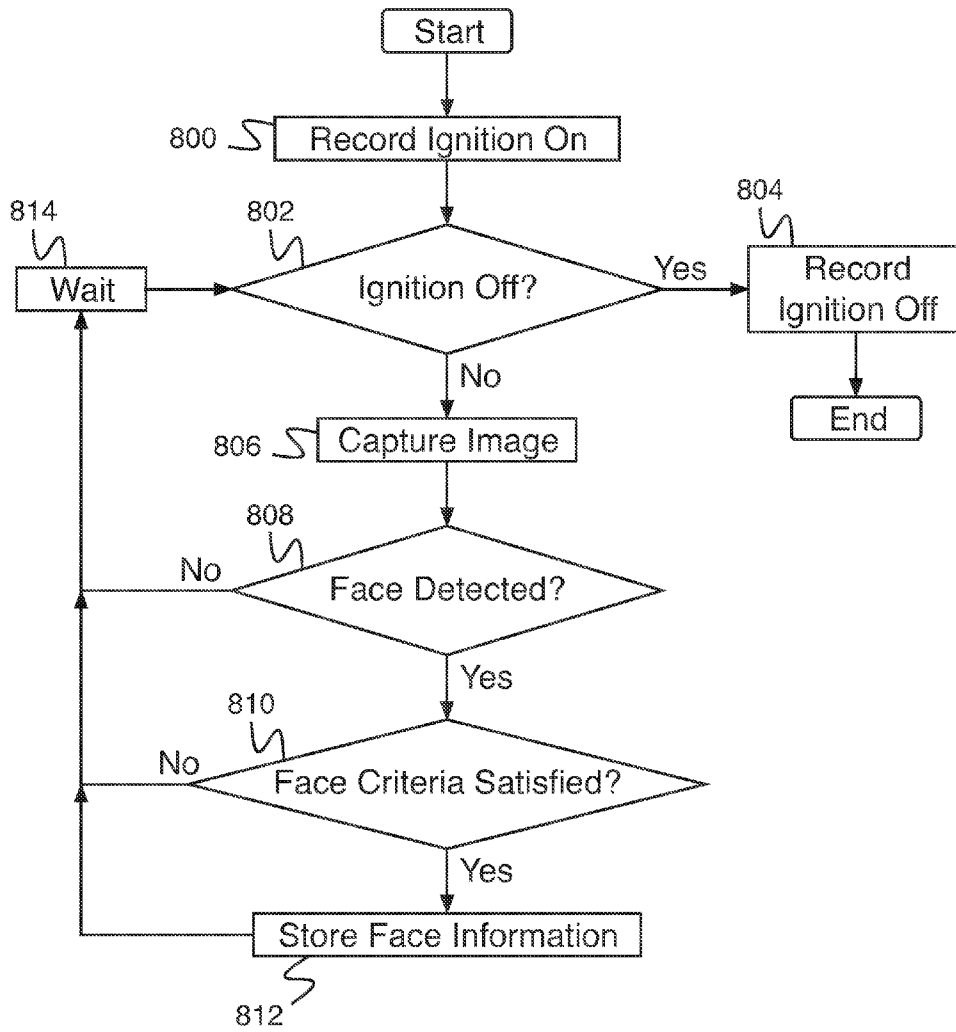 Start
800
Record Ignition On
814
802
804
Wait
Ignition Off?
Yes
Record
Ignition Off
No
End
806
Capture Image
808
No
Face Detected?
Yes
810
No
Face Criteria Satisfied?
Yes
Store Face Information
812